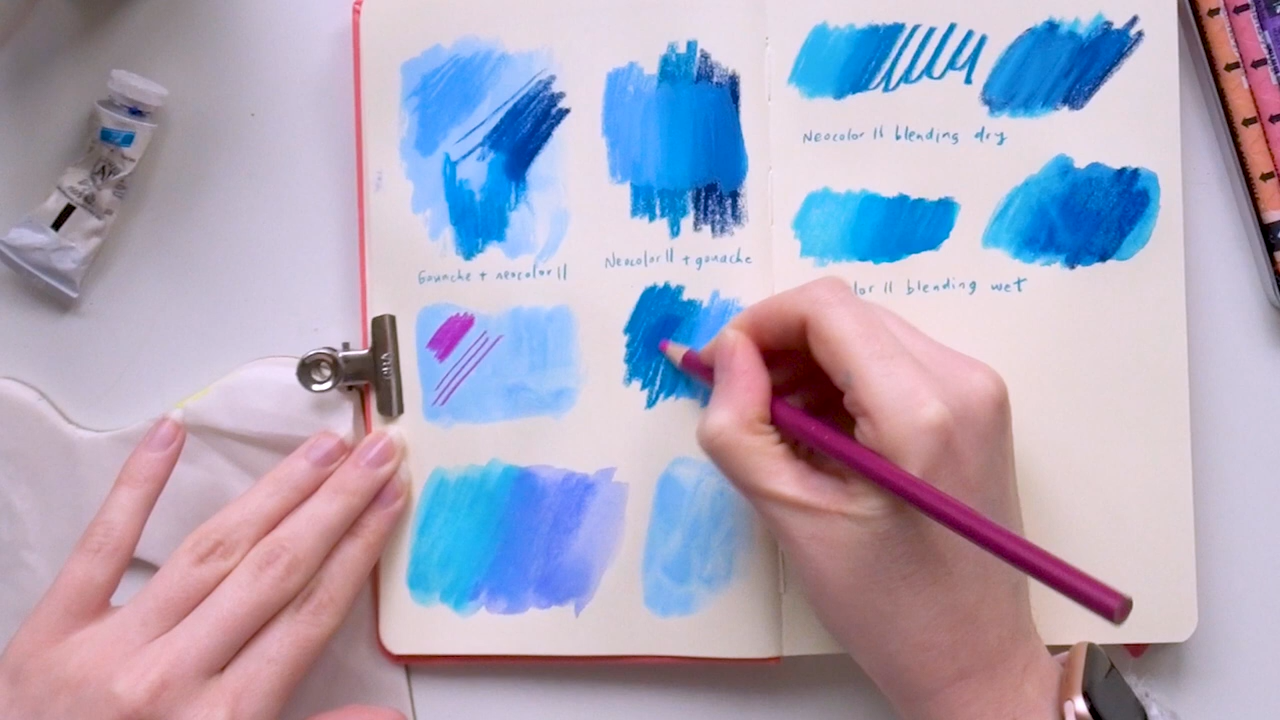 Neocolor II blending dry
Gouache + neocolor II
Neocolor II + gouache
lor II blending wet